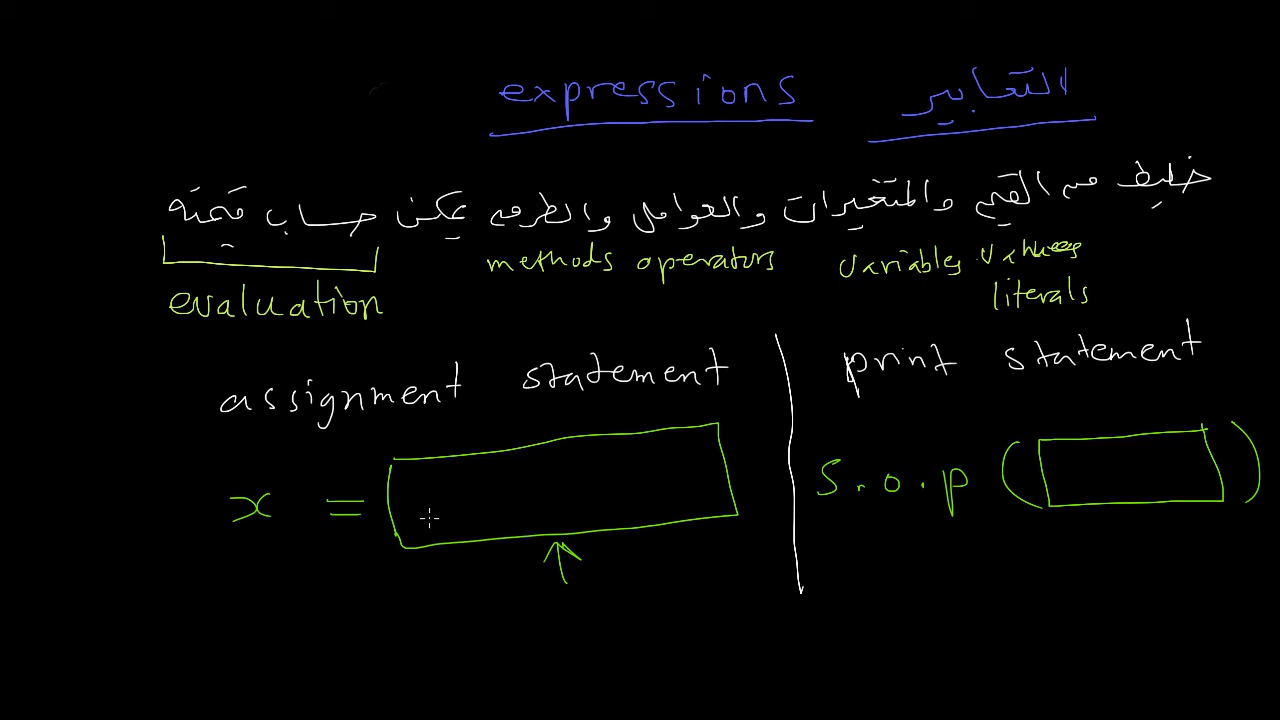 expressions التعابير
خليط من القيم والمتغيرات والعوامل والطرق يمكن حساب قيمته
methods operators variables values
evaluation literals
assignment statement print statement
x = s.o.p ( )